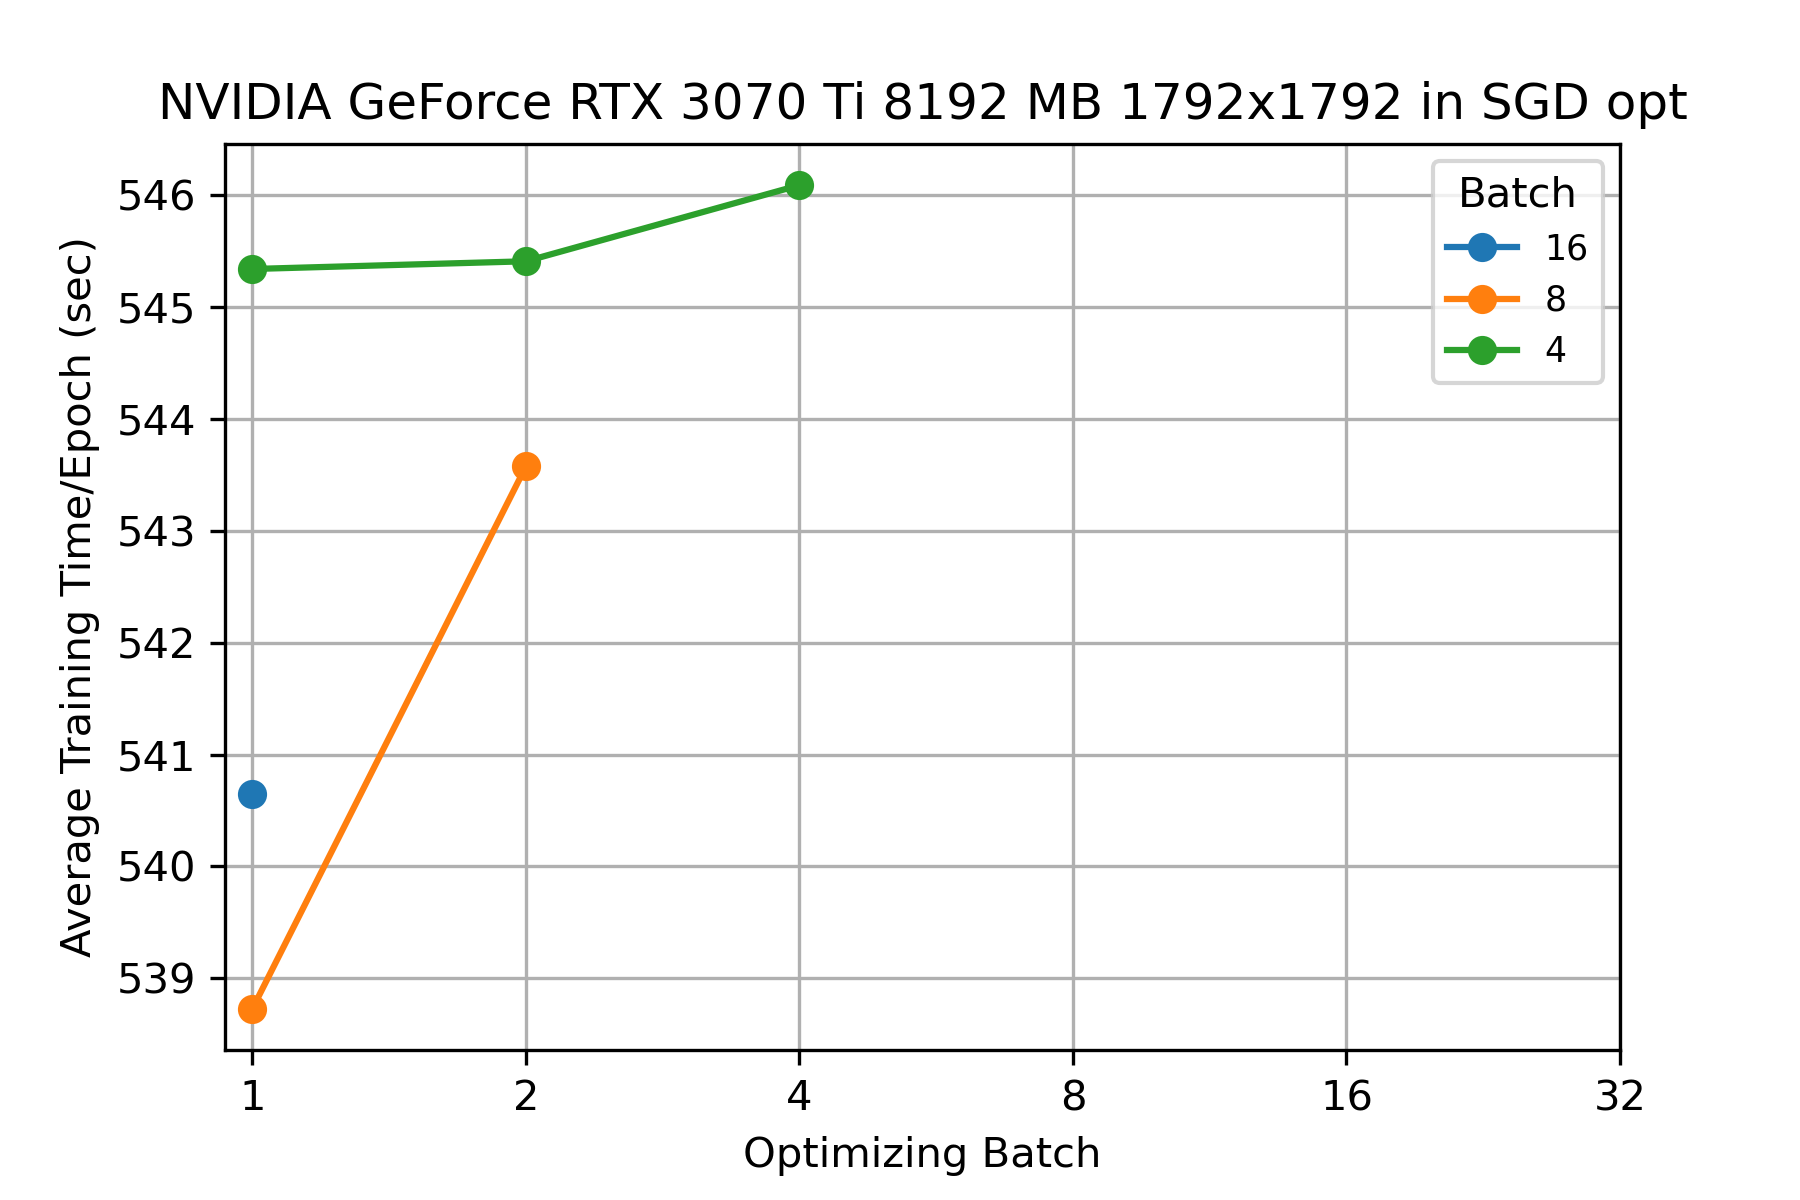 NVIDIA GeForce RTX 3070 Ti 8192 MB 1792x1792 in SGD opt
Average Training Time/Epoch (sec)
546
545
544
543
542
541
540
539
Batch
16
8
4
1 2 4 8 16 32
Optimizing Batch